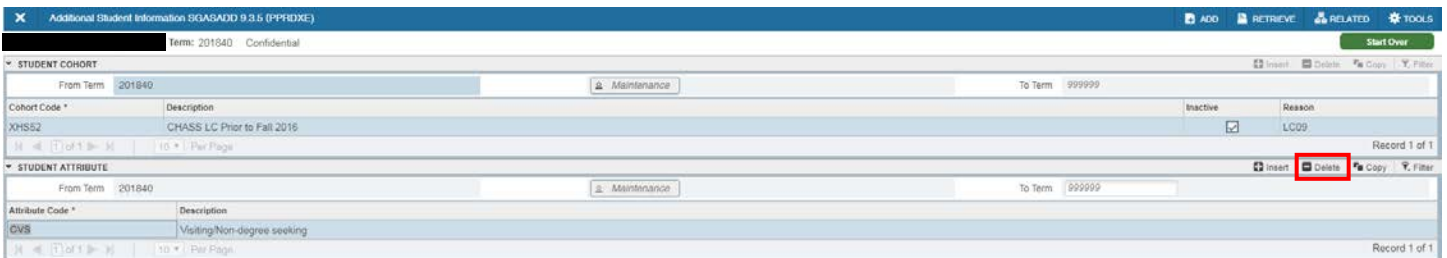 Additional Student Information SGASADD 9.3.5 (PPRDXE) ADD RETRIEVE RELATED TOOLS
Term: 201840 Confidential Start Over
STUDENT COHORT Insert Delete Copy Filter
From Term 201840 Maintenance To Term 999999
Cohort Code * Description Inactive Reason
XHS52 CHASS LC Prior to Fall 2016 LC09
1 of 1 10 Per Page Record 1 of 1
STUDENT ATTRIBUTE Insert Delete Copy Filter
From Term 201840 Maintenance To Term 999999
Attribute Code * Description
CVS Visiting/Non-degree seeking
1 of 1 10 Per Page Record 1 of 1